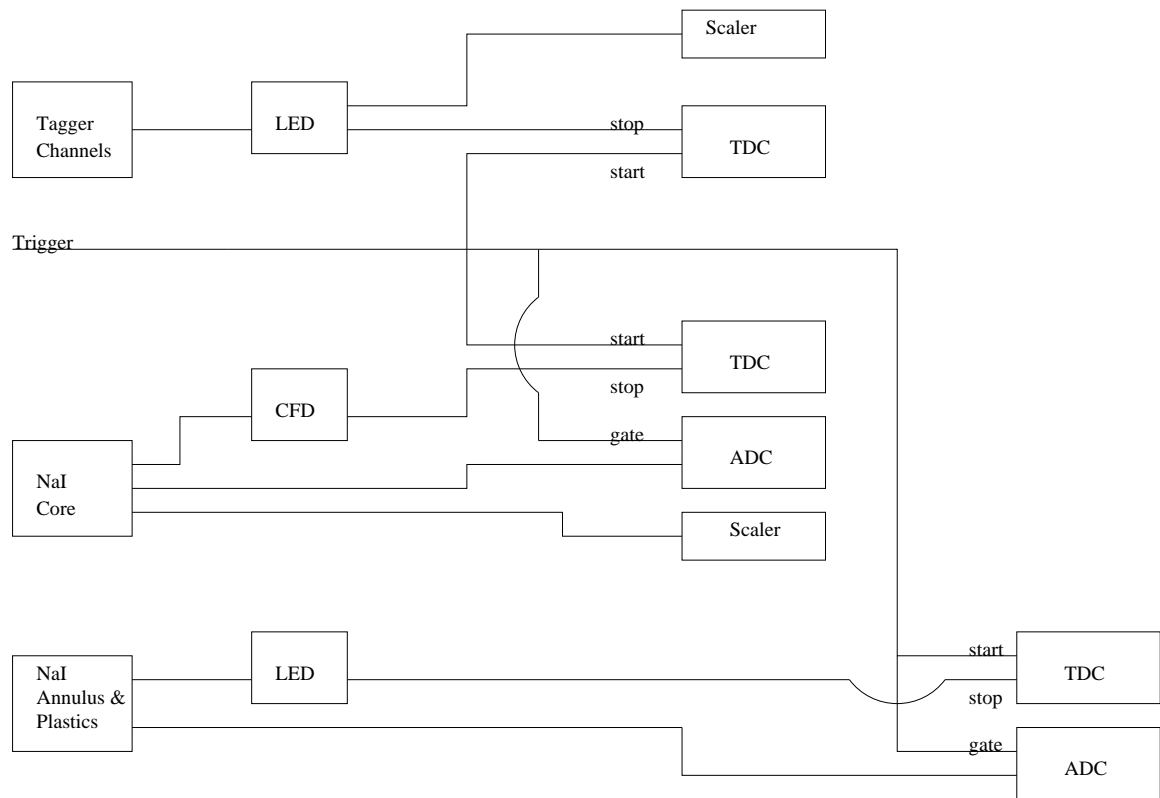 Scaler
Tagger
Channels
LED
stop
TDC
start
Trigger
start
TDC
stop
CFD
gate
ADC
NaI
Core
Scaler
NaI
Annulus &
Plastics
LED
start
TDC
stop
gate
ADC